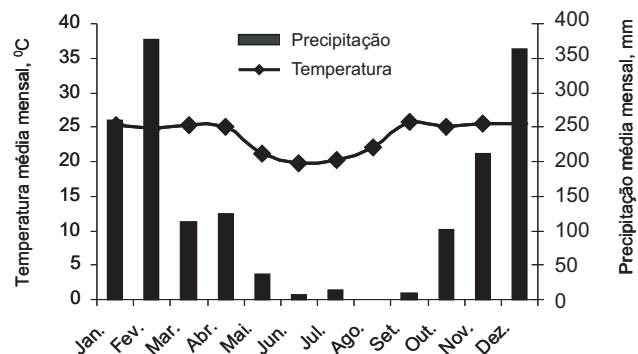 Temperatura média mensal, ⁰C
40
35
30
25
20
15
10
5
0
Precipitação
Temperatura
400
350
300
250
200
150
100
50
0
Precipitação média mensal, mm
Jan.
Fev.
Mar.
Abr.
Mai.
Jun.
Jul.
Ago.
Set.
Out.
Nov.
Dez.